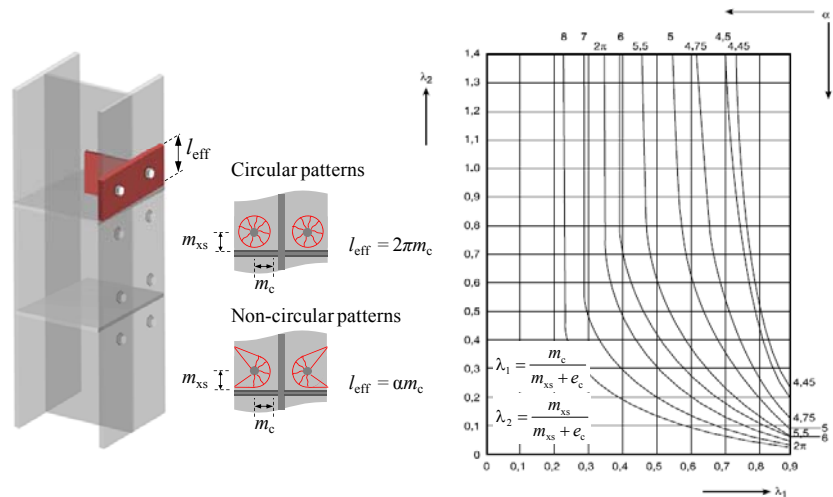 l_eff
Circular patterns
m_xs
l_eff = 2πm_c
m_c
Non-circular patterns
m_xs
l_eff = αm_c
m_c
α
8 7 6 5 4,5
2π 5,5 4,75 4,45
λ₂
1,4
1,3
1,2
1,1
1,0
0,9
0,8
0,7
0,6
0,5
0,4
0,3
0,2
0,1
0
λ₁ = m_c / (m_xs + e_c)
λ₂ = m_xs / (m_xs + e_c)
4,45
4,75
5
5,5
6
2π
0 0,1 0,2 0,3 0,4 0,5 0,6 0,7 0,8 0,9
λ₁